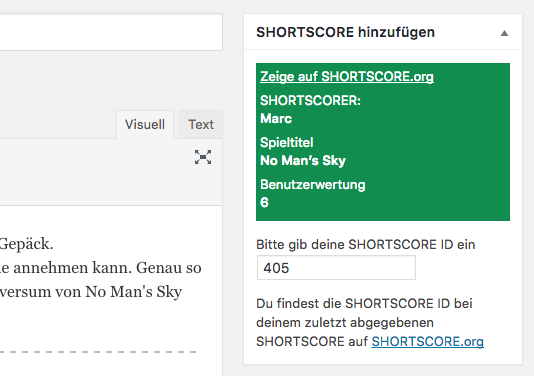 SHORTSCORE hinzufügen
Zeige auf SHORTSCORE.org
SHORTSCORER:
Marc
Spieltitel
No Man’s Sky
Benutzerwertung
6
Bitte gib deine SHORTSCORE ID ein
405
Du findest die SHORTSCORE ID bei
deinem zuletzt abgegebenen
SHORTSCORE auf SHORTSCORE.org
Visuell Text
Gepäck.
annehmen kann. Genau so
von No Man's Sky